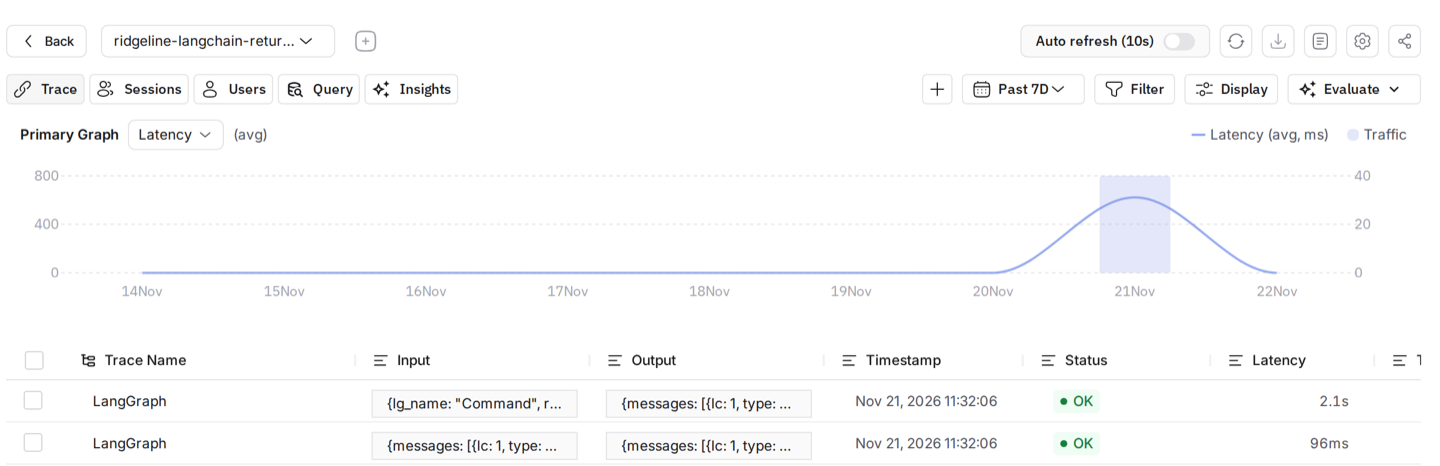 Back ridgeline-langchain-retur... Auto refresh (10s)
Trace Sessions Users Query Insights Past 7D Filter Display Evaluate
Primary Graph Latency (avg) Latency (avg, ms) Traffic
800 40
400 20
0 0
14Nov 15Nov 16Nov 17Nov 18Nov 19Nov 20Nov 21Nov 22Nov
Trace Name Input Output Timestamp Status Latency
LangGraph {lg_name: "Command", r... {messages: [{lc: 1, type: ... Nov 21, 2026 11:32:06 OK 2.1s
LangGraph {messages: [{lc: 1, type: ... {messages: [{lc: 1, type: ... Nov 21, 2026 11:32:06 OK 96ms